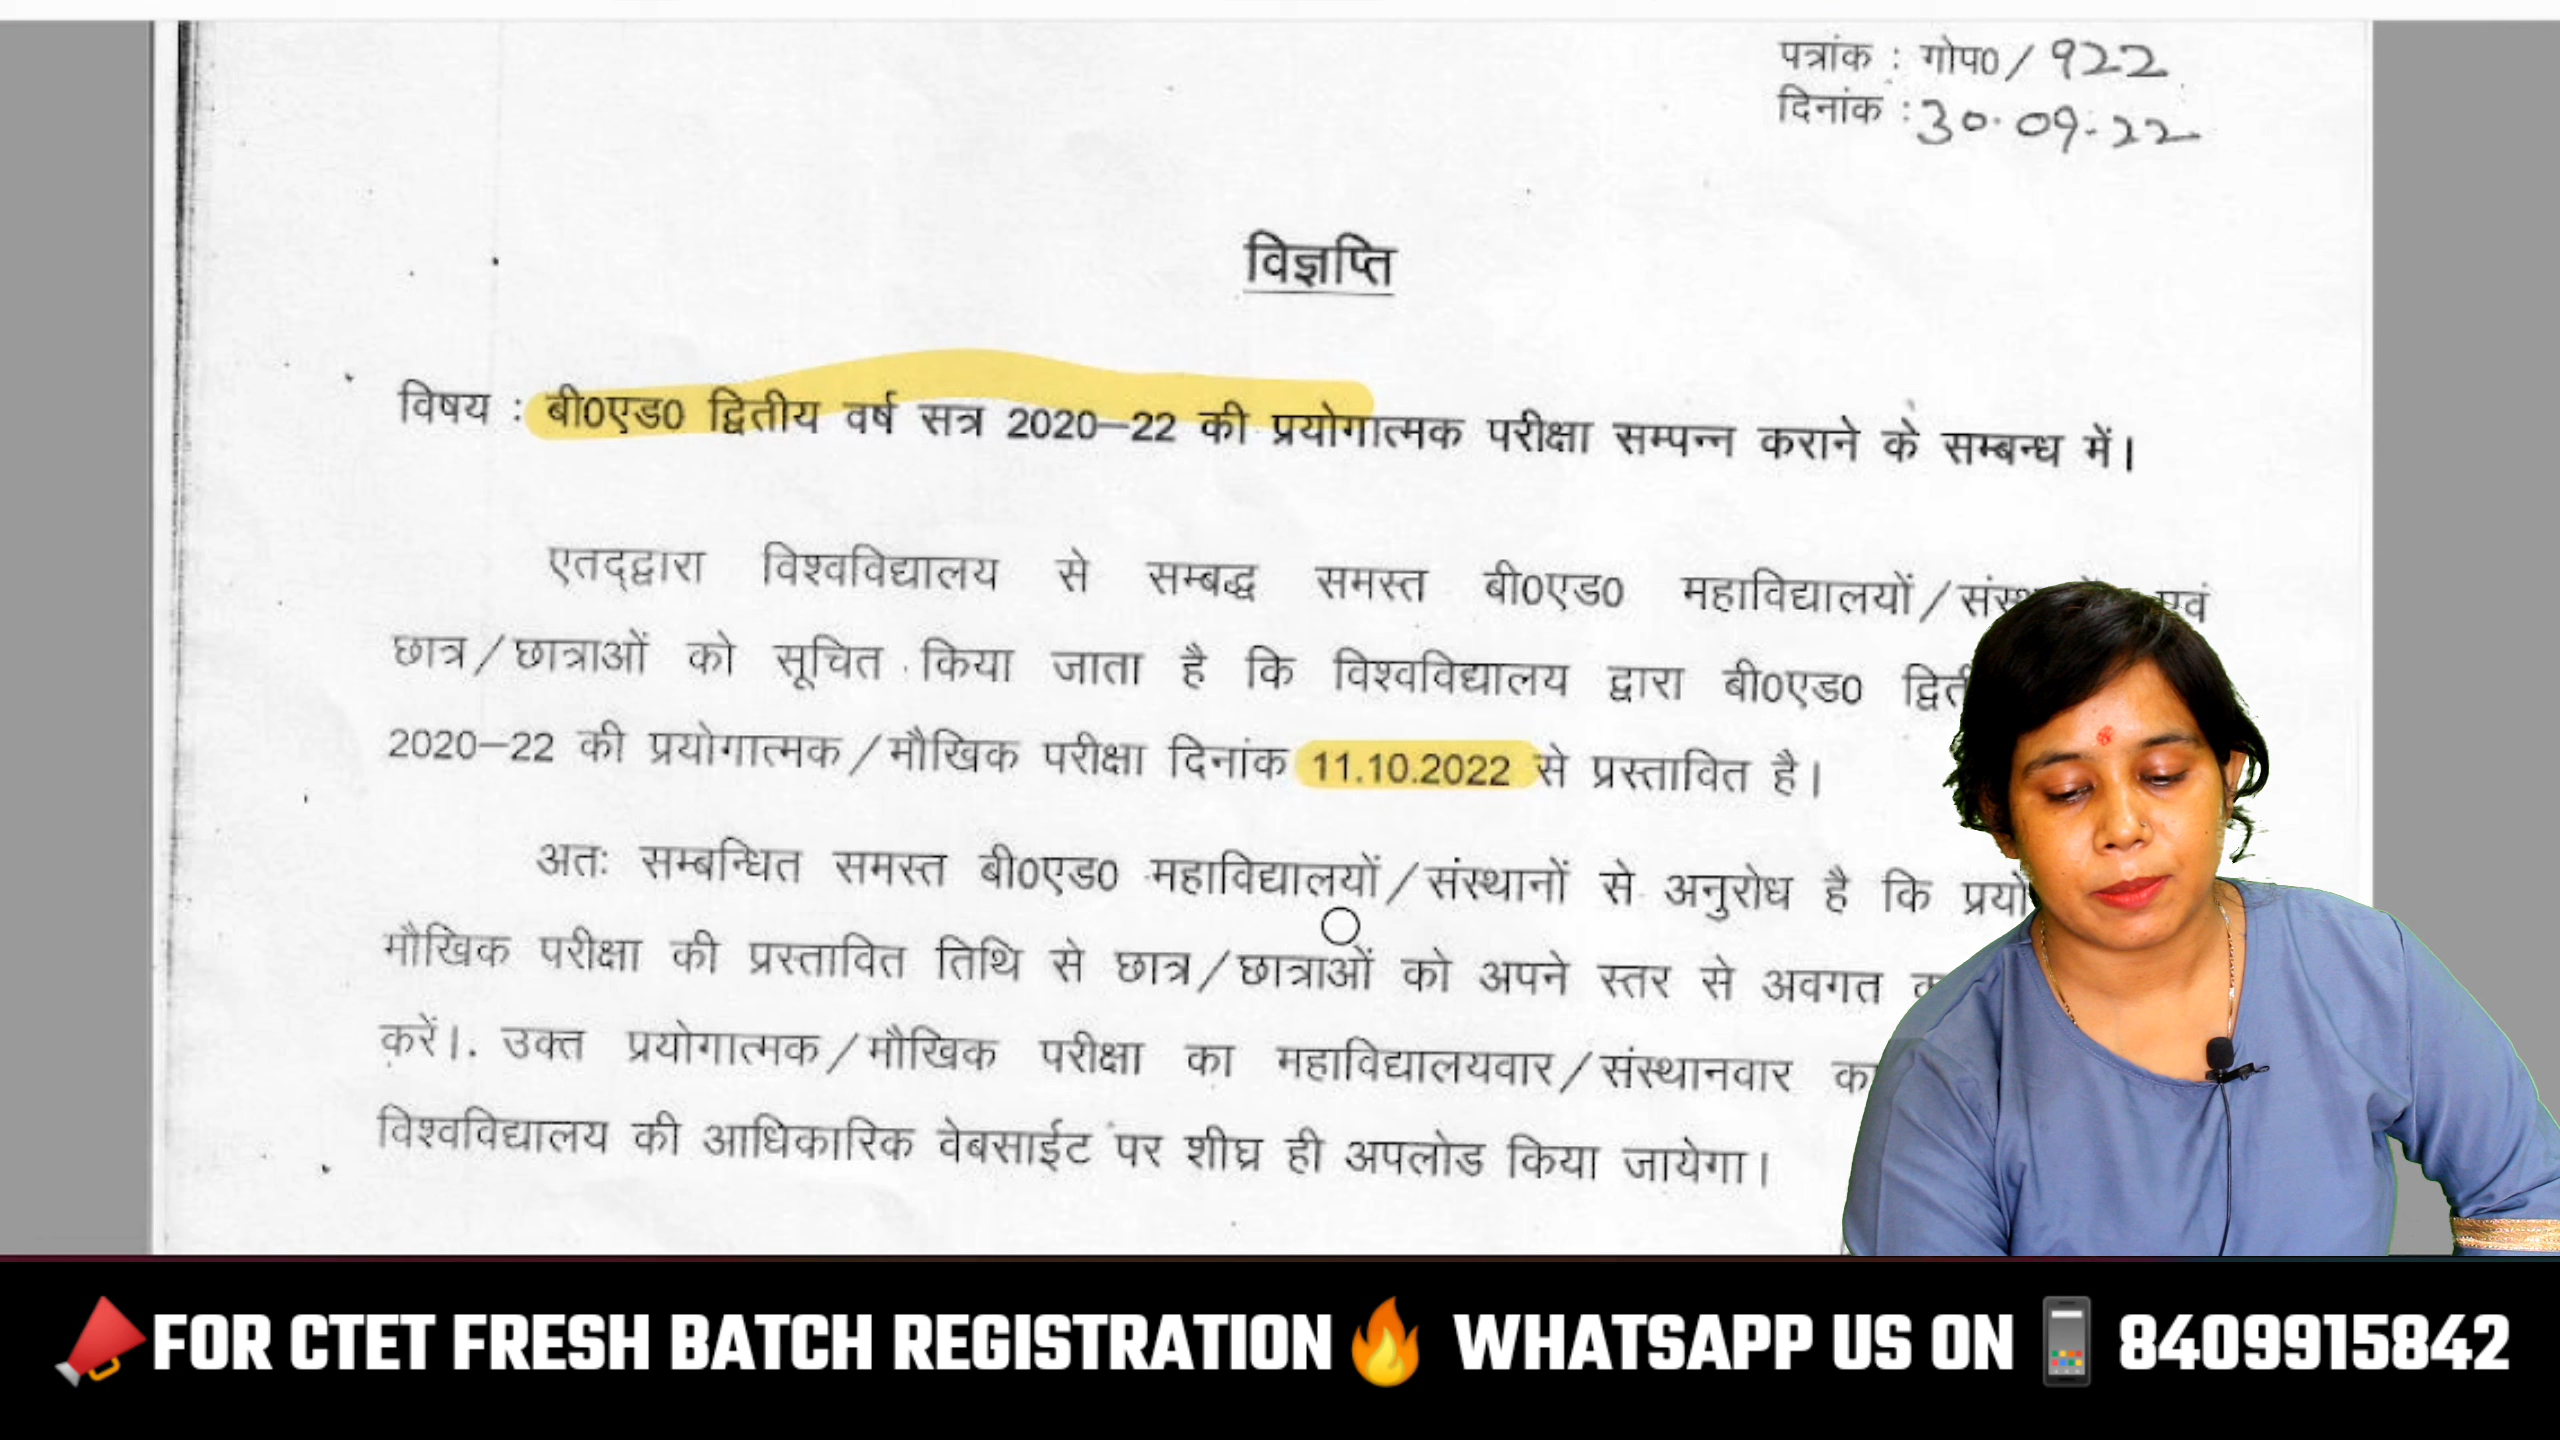 पत्रांक : गोप0 / 922
दिनांक : 30.09.22
विज्ञप्ति
विषय : बी0एड0 द्वितीय वर्ष सत्र 2020–22 की प्रयोगात्मक परीक्षा सम्पन्न कराने के सम्बन्ध में।
एतद्द्वारा विश्वविद्यालय से सम्बद्ध समस्त बी0एड0 महाविद्यालयों/ एवं
छात्र/छात्राओं को सूचित किया जाता है कि विश्वविद्यालय द्वारा बी0एड0
2020–22 की प्रयोगात्मक/मौखिक परीक्षा दिनांक 11.10.2022 से प्रस्तावित है।
अतः सम्बन्धित समस्त बी0एड0 महाविद्यालयों/संस्थानों से अनुरोध है कि
मौखिक परीक्षा की प्रस्तावित तिथि से छात्र/छात्राओं को अपने स्तर से अवगत
करें। उक्त प्रयोगात्मक/मौखिक परीक्षा का महाविद्यालयवार/संस्थानवार
विश्वविद्यालय की आधिकारिक वेबसाईट पर शीघ्र ही अपलोड किया जायेगा।
FOR CTET FRESH BATCH REGISTRATION WHATSAPP US ON 8409915842